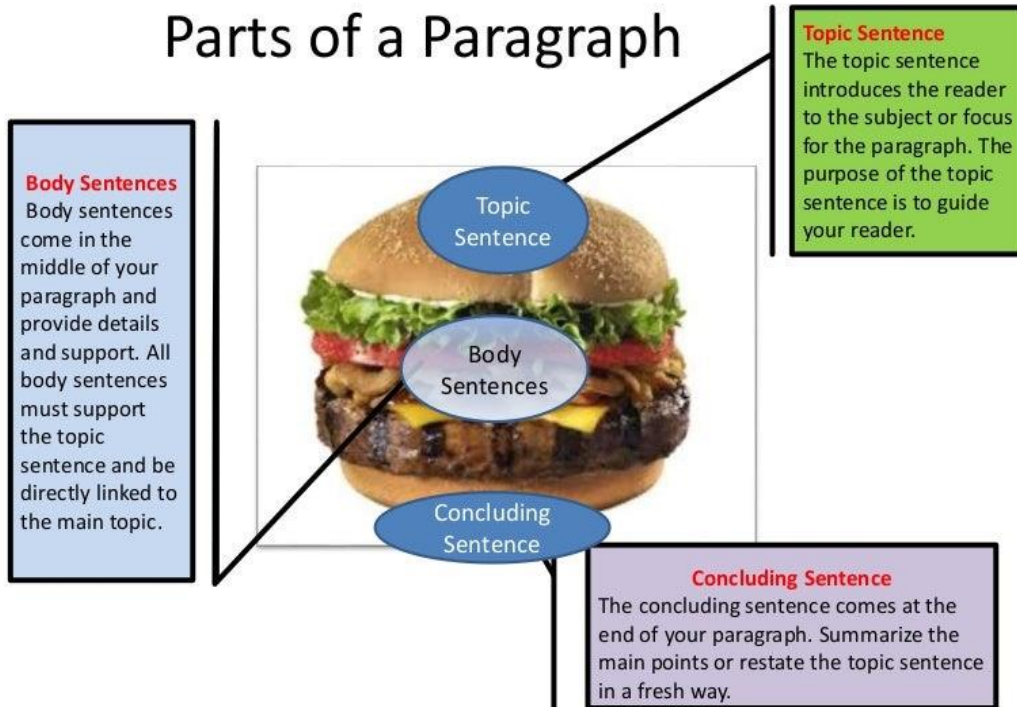 Parts of a Paragraph
Topic Sentence
The topic sentence
introduces the reader
to the subject or focus
for the paragraph. The
purpose of the topic
sentence is to guide
your reader.
Body Sentences
Body sentences
come in the
middle of your
paragraph and
provide details
and support. All
body sentences
must support
the topic
sentence and be
directly linked to
the main topic.
Topic
Sentence
Body
Sentences
Concluding
Sentence
Concluding Sentence
The concluding sentence comes at the
end of your paragraph. Summarize the
main points or restate the topic sentence
in a fresh way.